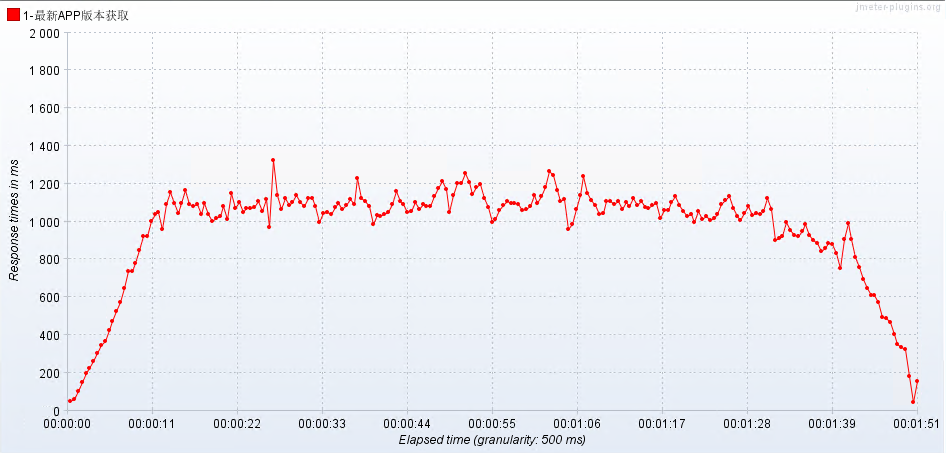 jmeter-plugins.org
1-最新APP版本获取
2 000
1 800
1 600
1 400
1 200
1 000
800
600
400
200
0
Response times in ms
00:00:00 00:00:11 00:00:22 00:00:33 00:00:44 00:00:55 00:01:06 00:01:17 00:01:28 00:01:39 00:01:51
Elapsed time (granularity: 500 ms)